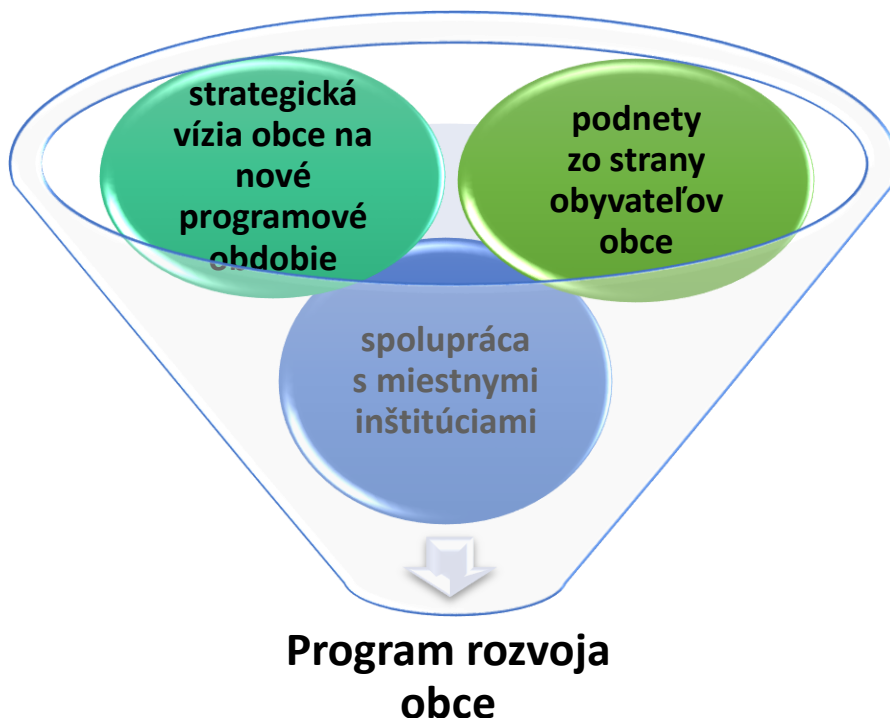 strategická
vízia obce na
nové
programové
obdobie
podnety
zo strany
obyvateľov
obce
spolupráca
s miestnymi
inštitúciami
Program rozvoja
obce